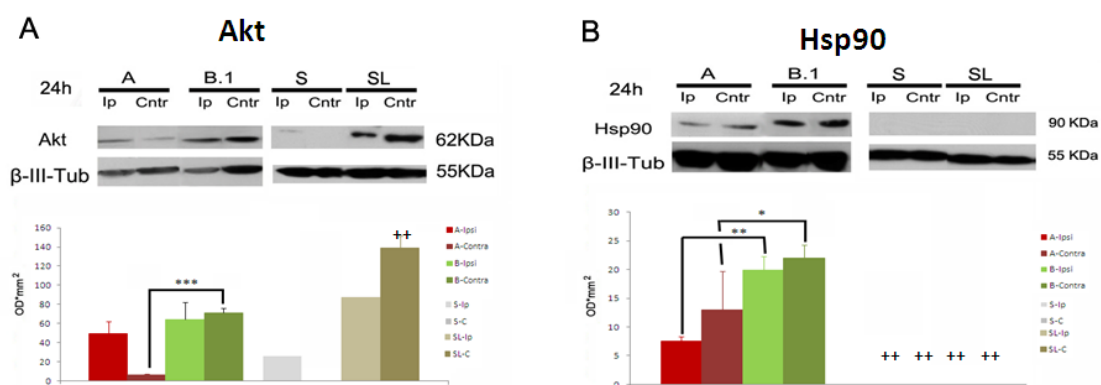 A Akt
24h A B.1 S SL
Ip Cntr Ip Cntr Ip Cntr Ip Cntr
Akt 62KDa
β-III-Tub 55KDa
OD*mm²
160
140
120
100
80
60
40
20
0
***
++
A-Ipsi
A-Contra
B-Ipsi
B-Contra
S-Ip
S-C
SL-Ip
SL-C
B Hsp90
24h A B.1 S SL
Ip Cntr Ip Cntr Ip Cntr Ip Cntr
Hsp90 90 KDa
β-III-Tub 55 KDa
OD*mm²
30
25
20
15
10
5
0
*
**
++ ++ ++ ++
A-Ipsi
A-Contra
B-Ipsi
B-Contra
S-Ip
S-C
SL-Ip
SL-C